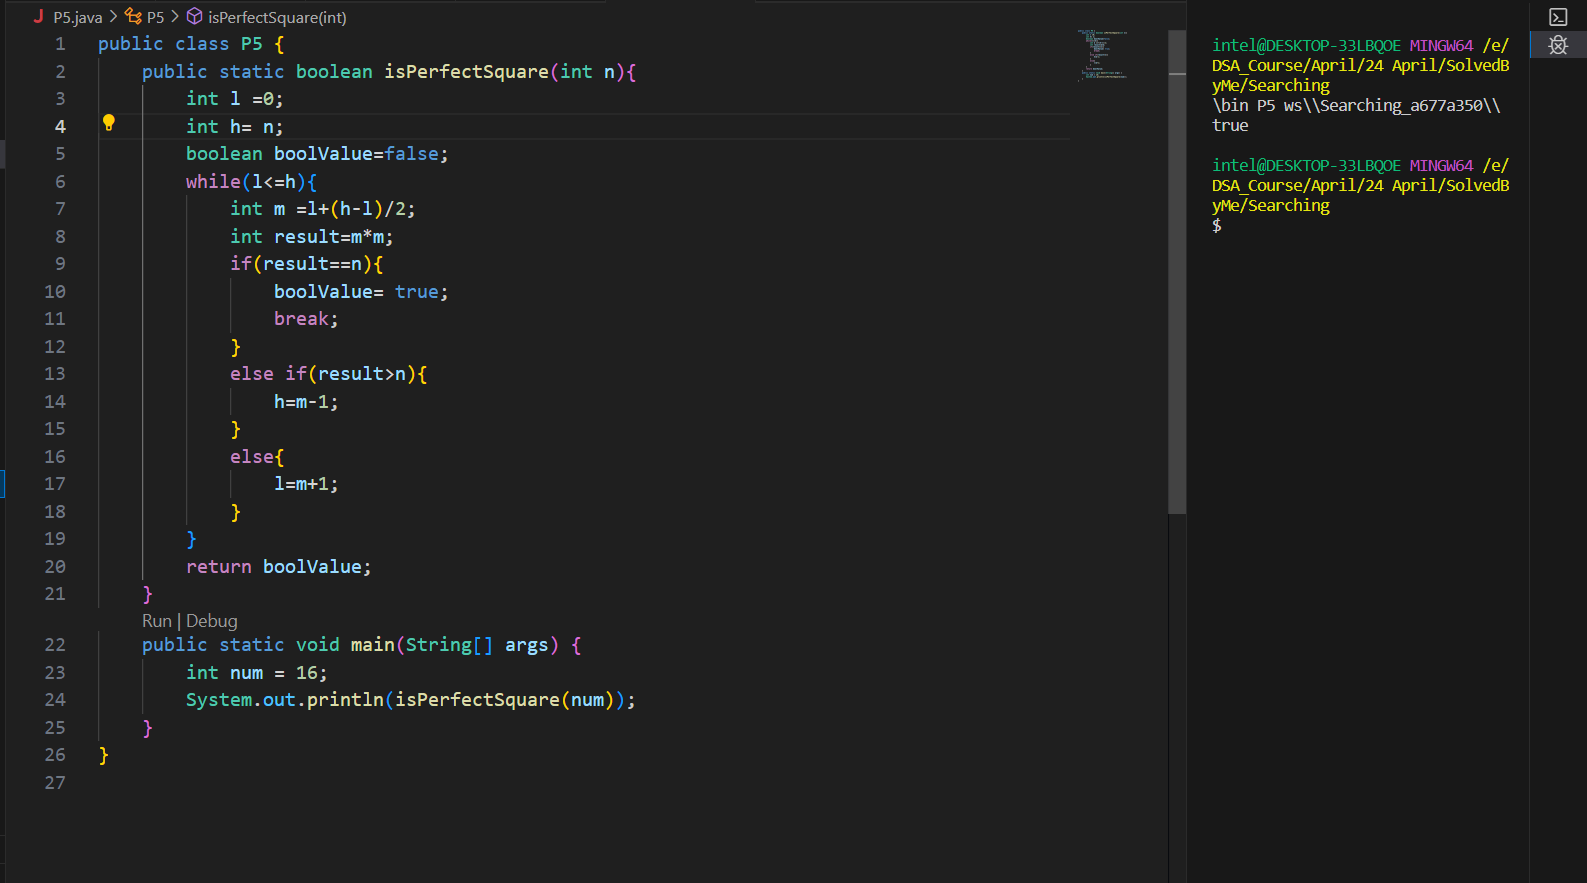 P5.java > P5 > isPerfectSquare(int)
1 public class P5 {
2 public static boolean isPerfectSquare(int n){
3 int l =0;
4 int h= n;
5 boolean boolValue=false;
6 while(l<=h){
7 int m =l+(h-l)/2;
8 int result=m*m;
9 if(result==n){
10 boolValue= true;
11 break;
12 }
13 else if(result>n){
14 h=m-1;
15 }
16 else{
17 l=m+1;
18 }
19 }
20 return boolValue;
21 }
Run | Debug
22 public static void main(String[] args) {
23 int num = 16;
24 System.out.println(isPerfectSquare(num));
25 }
26 }
27
intel@DESKTOP-33LBQOE MINGW64 /e/
DSA_Course/April/24 April/SolvedB
yMe/Searching
\bin P5 ws\\Searching_a677a350\\
true
intel@DESKTOP-33LBQOE MINGW64 /e/
DSA_Course/April/24 April/SolvedB
yMe/Searching
$